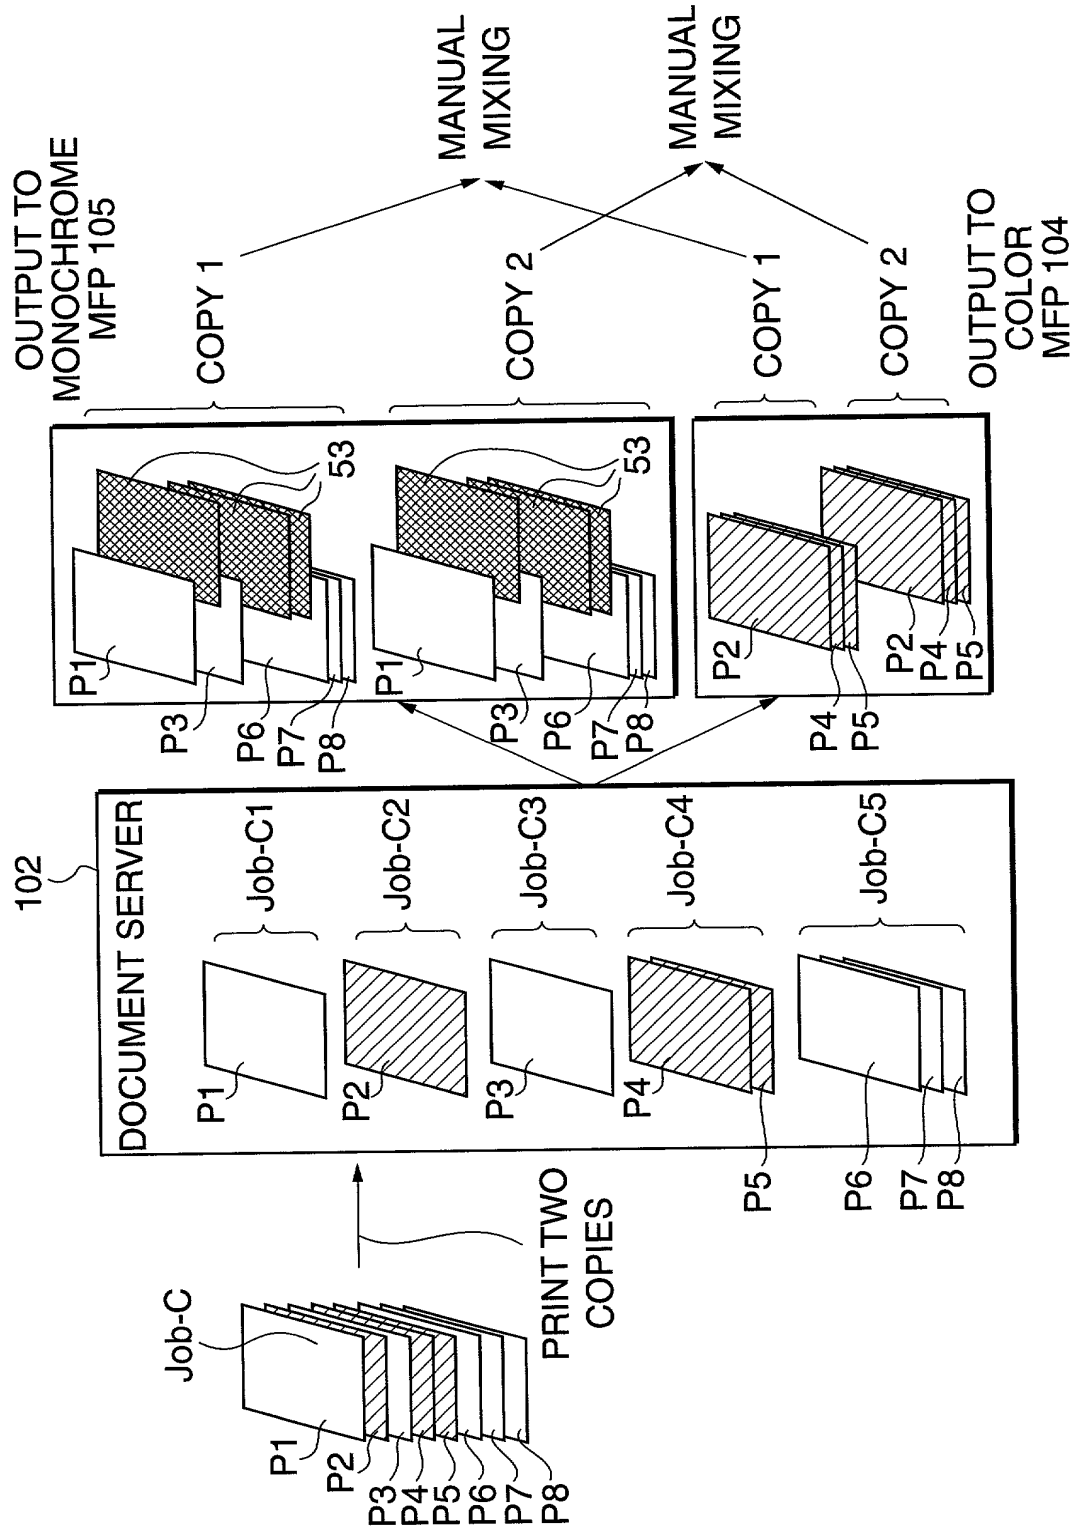 Job-C
P1
P2
P3
P4
P5
P6
P7
P8
PRINT TWO
COPIES
102
DOCUMENT SERVER
P1
Job-C1
P2
Job-C2
P3
Job-C3
P4
P5
Job-C4
P6
P7
P8
Job-C5
OUTPUT TO
MONOCHROME
MFP 105
P1
P3
P6
P7
P8
53
COPY 1
P1
P3
P6
P7
P8
53
COPY 2
P2
P4
P5
COPY 1
P2
P4
P5
COPY 2
OUTPUT TO
COLOR
MFP 104
MANUAL
MIXING
MANUAL
MIXING